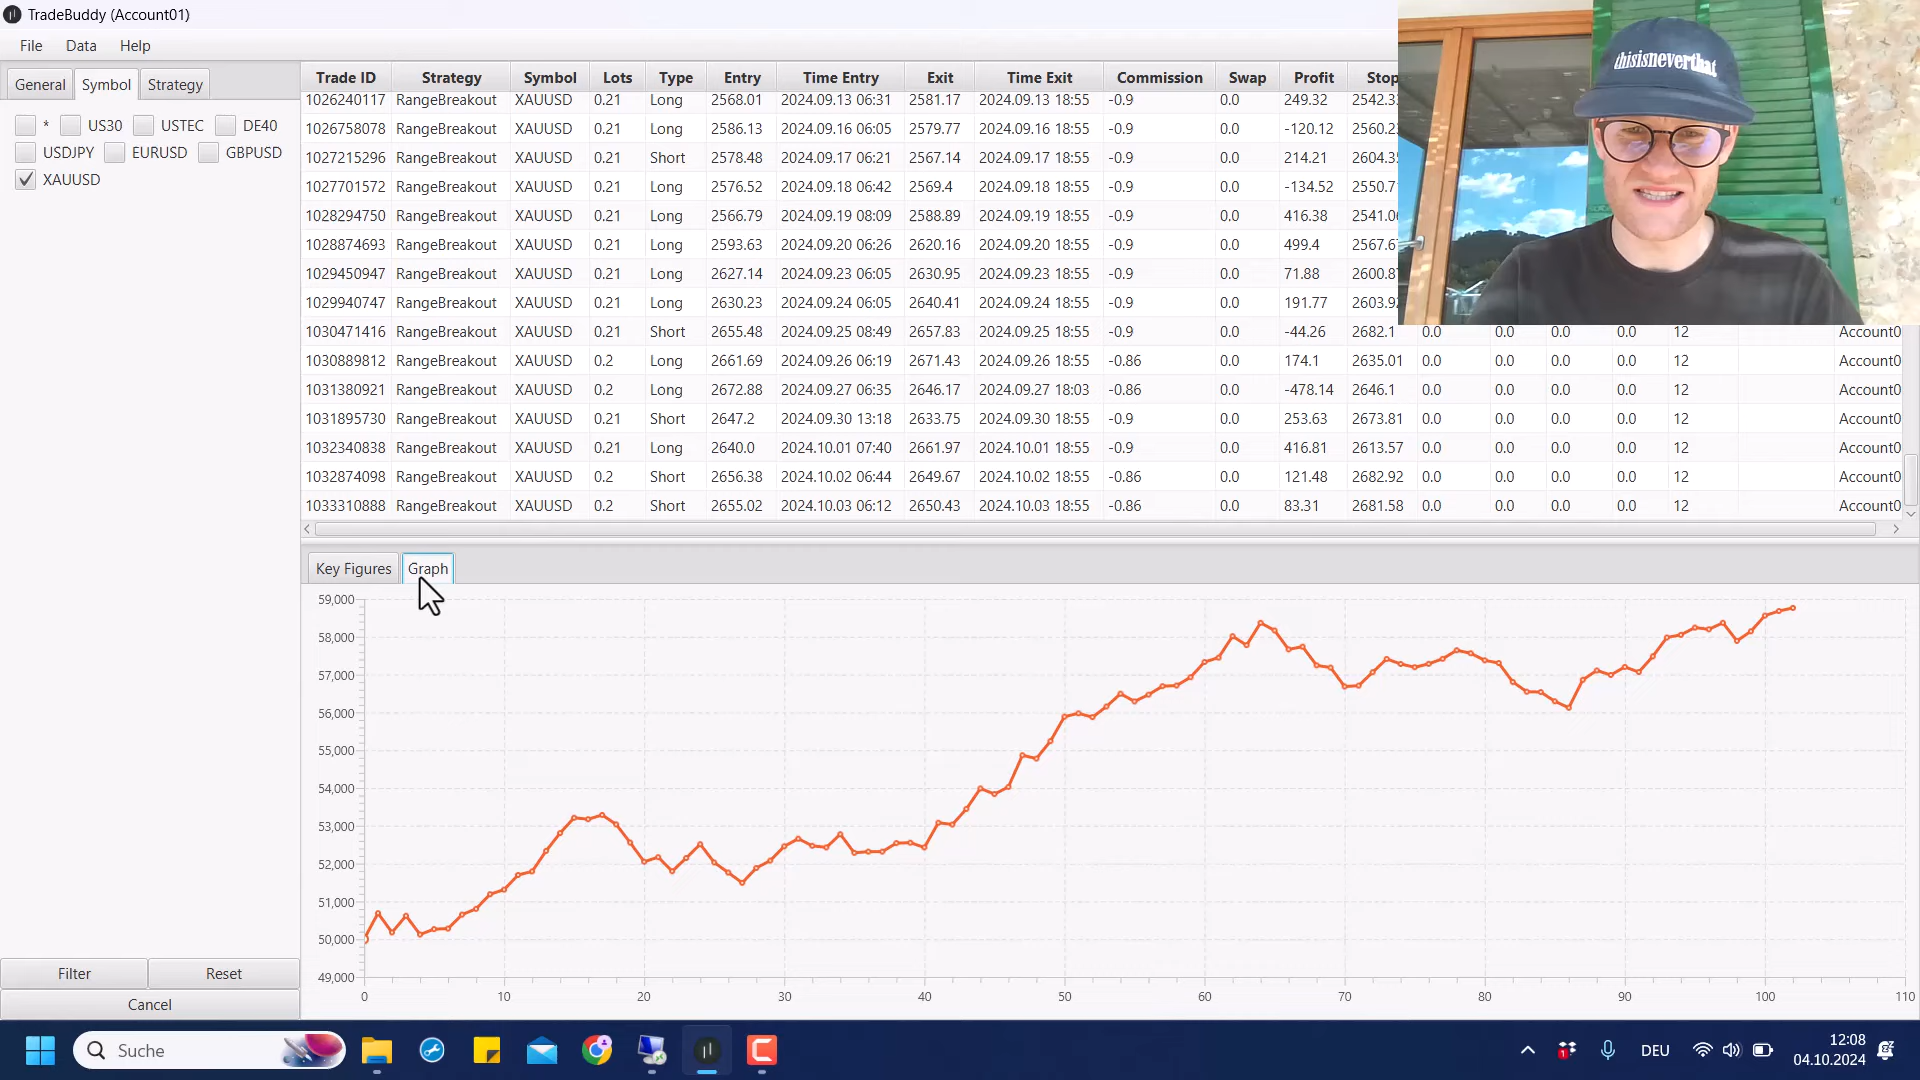 TradeBuddy (Account01)
File Data Help
General Symbol Strategy
* US30 USTEC DE40
USDJPY EURUSD GBPUSD
XAUUSD
Trade ID Strategy Symbol Lots Type Entry Time Entry Exit Time Exit Commission Swap Profit Stop
1026240117 RangeBreakout XAUUSD 0.21 Long 2568.01 2024.09.13 06:31 2581.17 2024.09.13 18:55 -0.9 0.0 249.32 2542.3
1026758078 RangeBreakout XAUUSD 0.21 Long 2586.13 2024.09.16 06:05 2579.77 2024.09.16 18:55 -0.9 0.0 -120.12 2560.2
1027215296 RangeBreakout XAUUSD 0.21 Short 2578.48 2024.09.17 06:21 2567.14 2024.09.17 18:55 -0.9 0.0 214.21 2604.3
1027701572 RangeBreakout XAUUSD 0.21 Long 2576.52 2024.09.18 06:42 2569.4 2024.09.18 18:55 -0.9 0.0 -134.52 2550.7
1028294750 RangeBreakout XAUUSD 0.21 Long 2566.79 2024.09.19 08:09 2588.89 2024.09.19 18:55 -0.9 0.0 416.38 2541.0
1028874693 RangeBreakout XAUUSD 0.21 Long 2593.63 2024.09.20 06:26 2620.16 2024.09.20 18:55 -0.9 0.0 499.4 2567.6
1029450947 RangeBreakout XAUUSD 0.21 Long 2627.14 2024.09.23 06:05 2630.95 2024.09.23 18:55 -0.9 0.0 71.88 2600.8
1029940747 RangeBreakout XAUUSD 0.21 Long 2630.23 2024.09.24 06:05 2640.41 2024.09.24 18:55 -0.9 0.0 191.77 2603.9
1030471416 RangeBreakout XAUUSD 0.21 Short 2655.48 2024.09.25 08:49 2657.83 2024.09.25 18:55 -0.9 0.0 -44.26 2682.1 0.0 0.0 0.0 0.0 12 Account0
1030889812 RangeBreakout XAUUSD 0.2 Long 2661.69 2024.09.26 06:19 2671.43 2024.09.26 18:55 -0.86 0.0 174.1 2635.01 0.0 0.0 0.0 0.0 12 Account0
1031380921 RangeBreakout XAUUSD 0.2 Long 2672.88 2024.09.27 06:35 2646.17 2024.09.27 18:03 -0.86 0.0 -478.14 2646.1 0.0 0.0 0.0 0.0 12 Account0
1031895730 RangeBreakout XAUUSD 0.21 Short 2647.2 2024.09.30 13:18 2633.75 2024.09.30 18:55 -0.9 0.0 253.63 2673.81 0.0 0.0 0.0 0.0 12 Account0
1032340838 RangeBreakout XAUUSD 0.21 Long 2640.0 2024.10.01 07:40 2661.97 2024.10.01 18:55 -0.9 0.0 416.81 2613.57 0.0 0.0 0.0 0.0 12 Account0
1032874098 RangeBreakout XAUUSD 0.2 Short 2656.38 2024.10.02 06:44 2649.67 2024.10.02 18:55 -0.86 0.0 121.48 2682.92 0.0 0.0 0.0 0.0 12 Account0
1033310888 RangeBreakout XAUUSD 0.2 Short 2655.02 2024.10.03 06:12 2650.43 2024.10.03 18:55 -0.86 0.0 83.31 2681.58 0.0 0.0 0.0 0.0 12 Account0
thisisneverthat
Key Figures Graph
59,000
58,000
57,000
56,000
55,000
54,000
53,000
52,000
51,000
50,000
49,000
0 10 20 30 40 50 60 70 80 90 100 110
Filter Reset
Cancel
Suche
1
DEU
12:08
04.10.2024